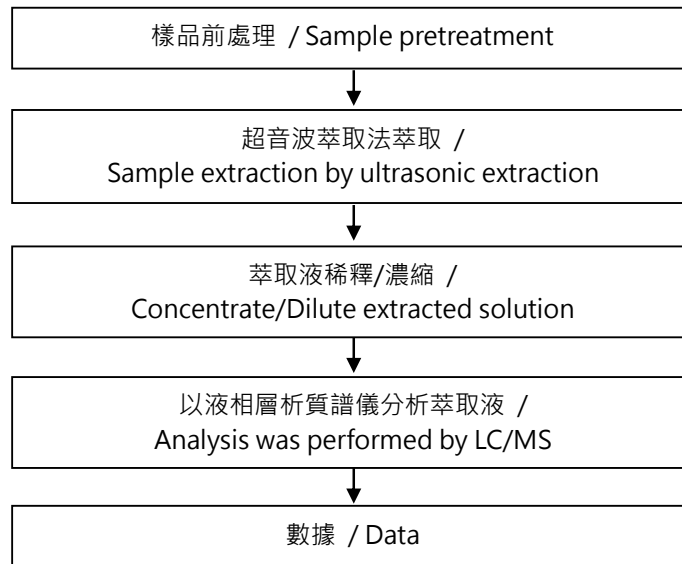 樣品前處理 / Sample pretreatment
超音波萃取法萃取 /
Sample extraction by ultrasonic extraction
萃取液稀釋/濃縮 /
Concentrate/Dilute extracted solution
以液相層析質譜儀分析萃取液 /
Analysis was performed by LC/MS
數據 / Data